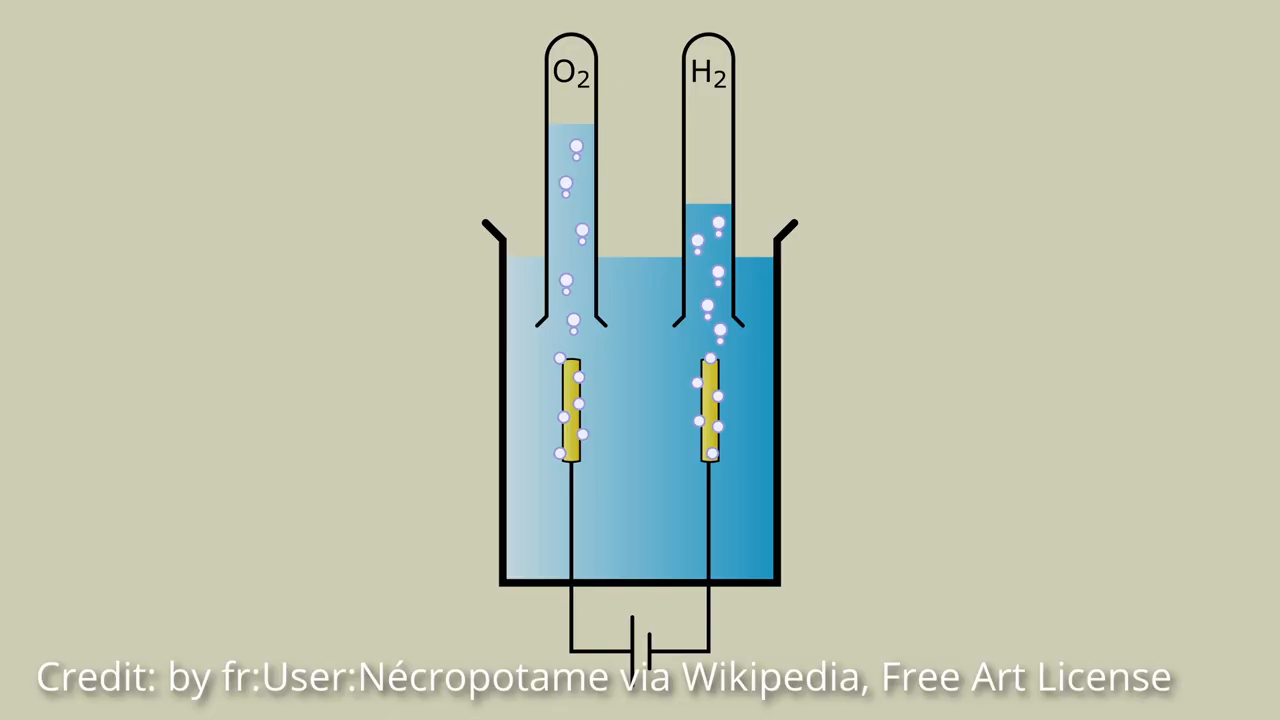 O₂ H₂
Credit: by fr:User:Nécropotame via Wikipedia, Free Art License